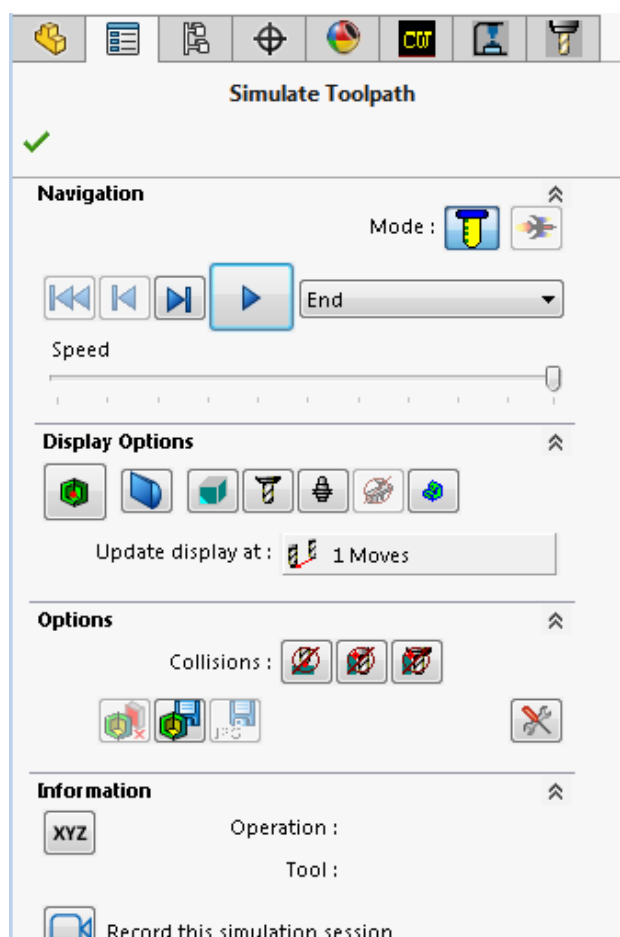 CW
Simulate Toolpath
Navigation
Mode :
End
Speed
Display Options
Update display at : 1 Moves
Options
Collisions :
JPG
Information
XYZ Operation :
Tool :
Record this simulation session